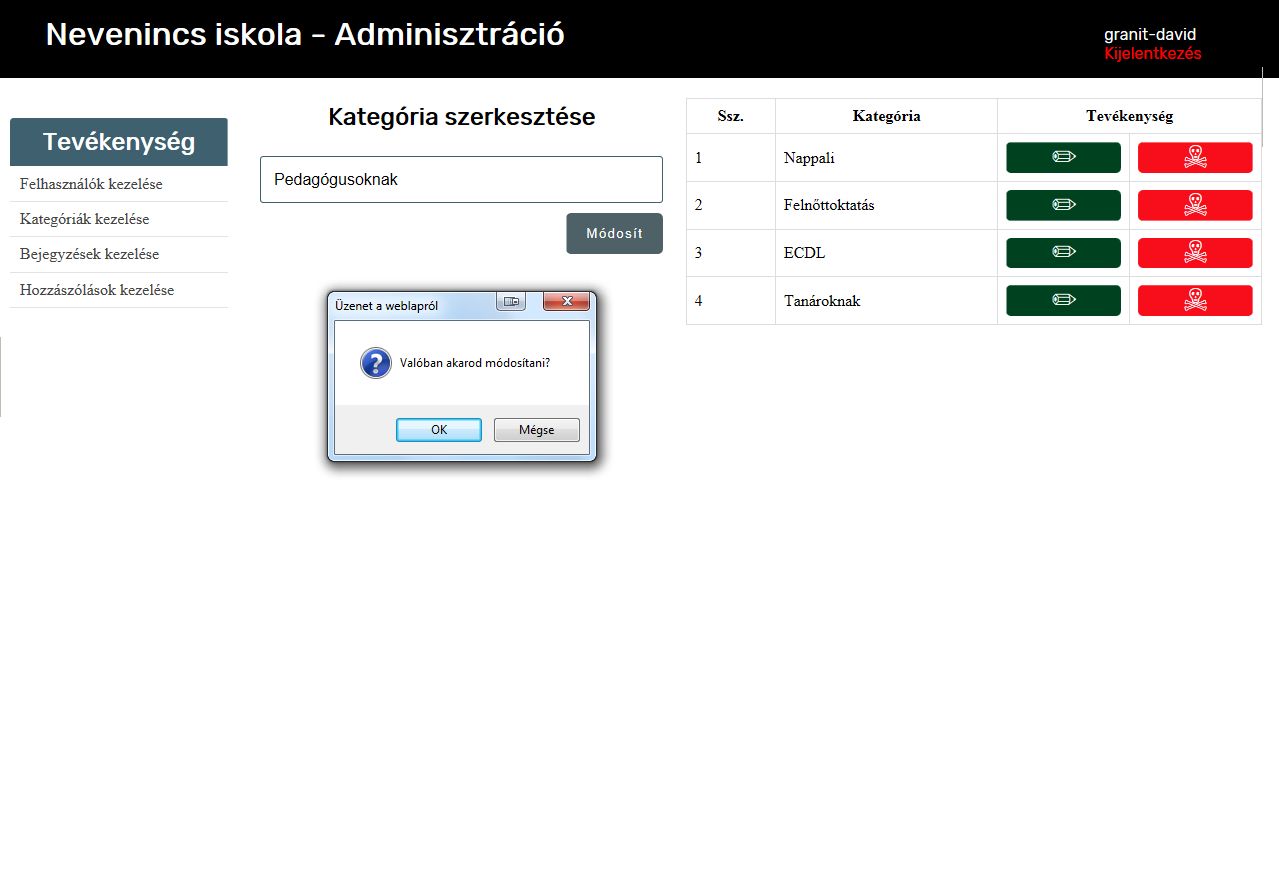 Nevenincs iskola - Adminisztráció
granit-david
Kijelentkezés
Tevékenység
Felhasználók kezelése
Kategóriák kezelése
Bejegyzések kezelése
Hozzászólások kezelése
Kategória szerkesztése
Pedagógusoknak
Módosít
Üzenet a weblapról
Valóban akarod módosítani?
OK Mégse
Ssz. Kategória Tevékenység
1 Nappali
2 Felnőttoktatás
3 ECDL
4 Tanároknak